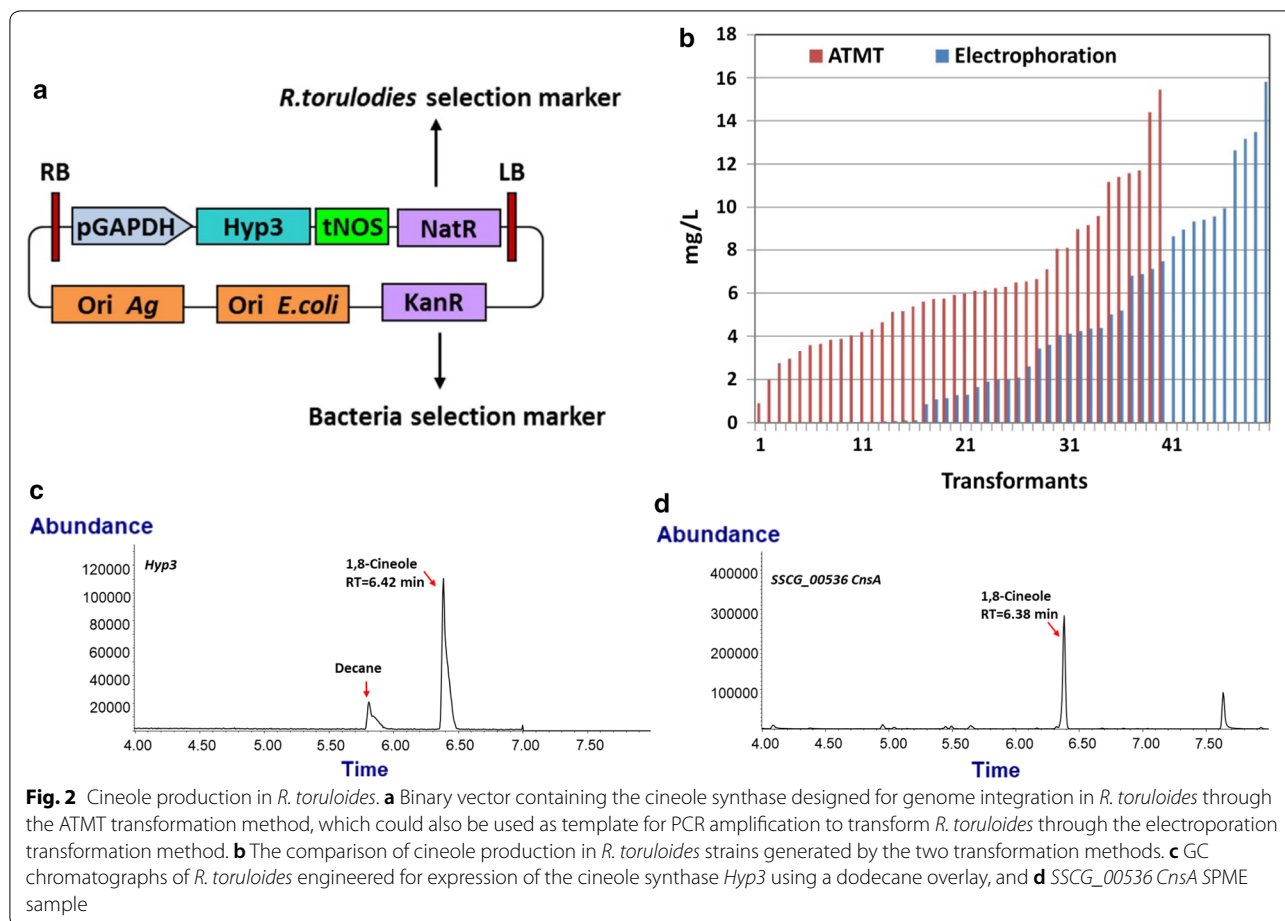 a
R.torulodies selection marker
RB
LB
pGAPDH
Hyp3
tNOS
NatR
Ori Ag
Ori E.coli
KanR
Bacteria selection marker
b
18
16
14
12
10
8
6
4
2
0
mg/L
ATMT
Electrophoration
1
11
21
31
41
Transformants
c
Abundance
Hyp3
1,8-Cineole
RT=6.42 min
Decane
120000
100000
80000
60000
40000
20000
4.00 4.50 5.00 5.50 6.00 6.50 7.00 7.50
Time
d
Abundance
SSCG_00536 CnsA
1,8-Cineole
RT=6.38 min
400000
300000
200000
100000
4.00 4.50 5.00 5.50 6.00 6.50 7.00 7.50
Time
Fig. 2 Cineole production in R. toruloides. a Binary vector containing the cineole synthase designed for genome integration in R. toruloides through
the ATMT transformation method, which could also be used as template for PCR amplification to transform R. toruloides through the electroporation
transformation method. b The comparison of cineole production in R. toruloides strains generated by the two transformation methods. c GC
chromatographs of R. toruloides engineered for expression of the cineole synthase Hyp3 using a dodecane overlay, and d SSCG_00536 CnsA SPME
sample